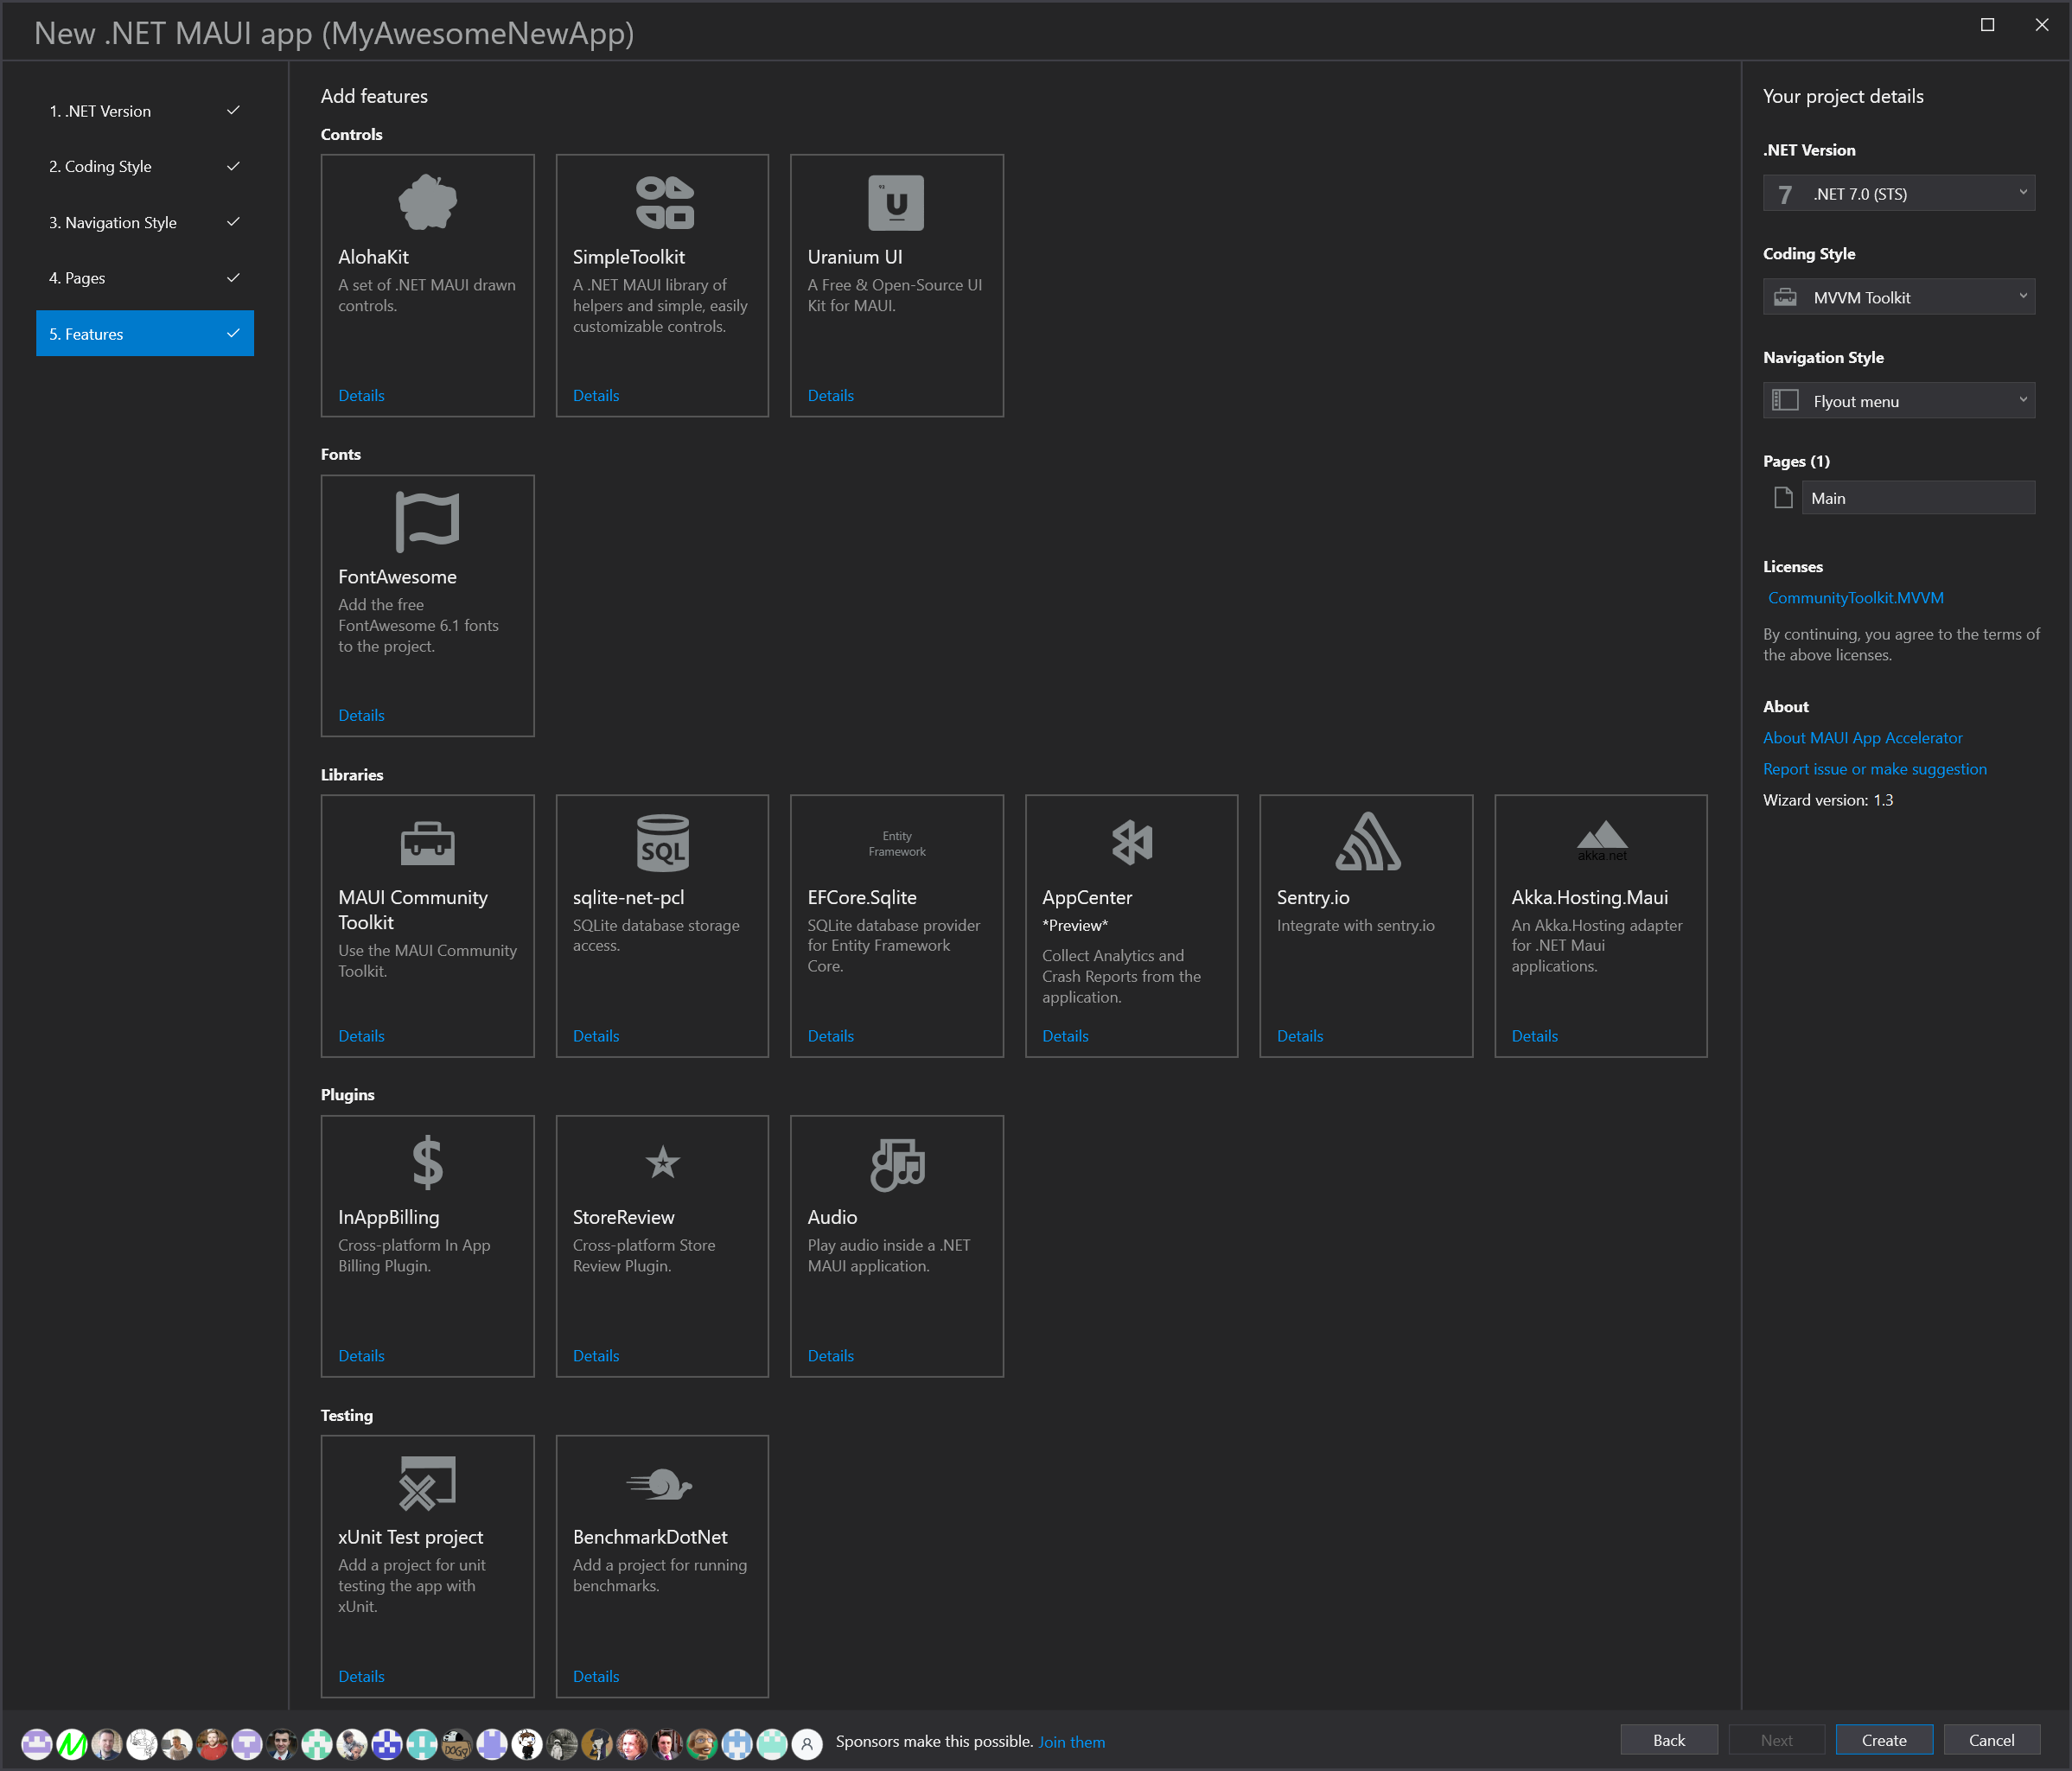 New .NET MAUI app (MyAwesomeNewApp)
1. .NET Version
2. Coding Style
3. Navigation Style
4. Pages
5. Features
Add features
Controls
AlohaKit
A set of .NET MAUI drawn
controls.
Details
SimpleToolkit
A .NET MAUI library of
helpers and simple, easily
customizable controls.
Details
U
Uranium UI
A Free & Open-Source UI
Kit for MAUI.
Details
Fonts
FontAwesome
Add the free
FontAwesome 6.1 fonts
to the project.
Details
Libraries
MAUI Community
Toolkit
Use the MAUI Community
Toolkit.
Details
SQL
sqlite-net-pcl
SQLite database storage
access.
Details
Entity
Framework
EFCore.Sqlite
SQLite database provider
for Entity Framework
Core.
Details
AppCenter
*Preview*
Collect Analytics and
Crash Reports from the
application.
Details
Sentry.io
Integrate with sentry.io
Details
akka.net
Akka.Hosting.Maui
An Akka.Hosting adapter
for .NET Maui
applications.
Details
Plugins
$
InAppBilling
Cross-platform In App
Billing Plugin.
Details
StoreReview
Cross-platform Store
Review Plugin.
Details
Audio
Play audio inside a .NET
MAUI application.
Details
Testing
xUnit Test project
Add a project for unit
testing the app with
xUnit.
Details
BenchmarkDotNet
Add a project for running
benchmarks.
Details
Your project details
.NET Version
7 .NET 7.0 (STS)
Coding Style
MVVM Toolkit
Navigation Style
Flyout menu
Pages (1)
Main
Licenses
CommunityToolkit.MVVM
By continuing, you agree to the terms of
the above licenses.
About
About MAUI App Accelerator
Report issue or make suggestion
Wizard version: 1.3
Sponsors make this possible. Join them
Back
Next
Create
Cancel